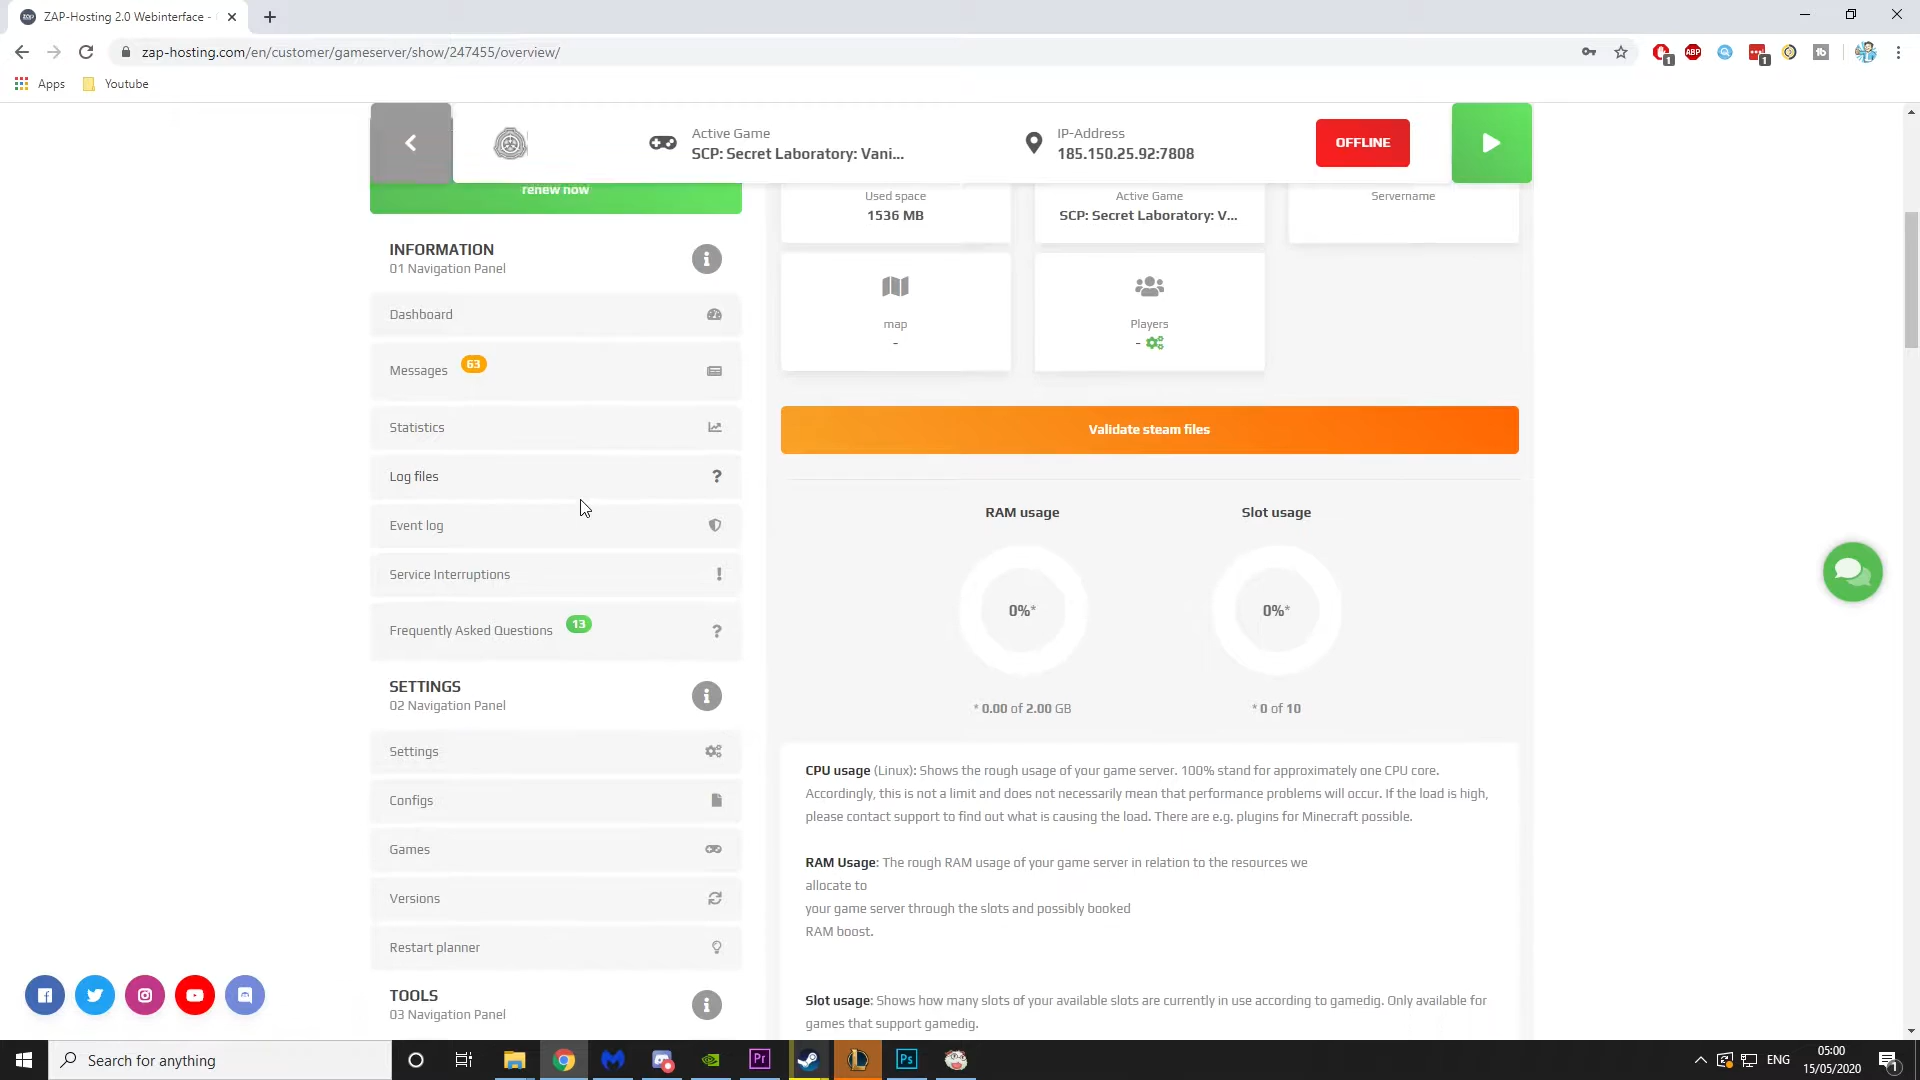 ZAP-Hosting 2.0 Webinterface -
zap-hosting.com/en/customer/gameserver/show/247455/overview/
1
ABP
1
Apps
Youtube
Active Game
SCP: Secret Laboratory: Vani...
IP-Address
185.150.25.92:7808
OFFLINE
renew now
Used space
1536 MB
Active Game
SCP: Secret Laboratory: V...
Servername
INFORMATION
01 Navigation Panel
Dashboard
Messages 63
Statistics
Log files
Event log
Service Interruptions
Frequently Asked Questions 13
SETTINGS
02 Navigation Panel
Settings
Configs
Games
Versions
Restart planner
TOOLS
03 Navigation Panel
map
-
Players
-
Validate steam files
RAM usage
0%*
* 0.00 of 2.00 GB
Slot usage
0%*
* 0 of 10
CPU usage (Linux): Shows the rough usage of your game server. 100% stand for approximately one CPU core.
Accordingly, this is not a limit and does not necessarily mean that performance problems will occur. If the load is high,
please contact support to find out what is causing the load. There are e.g. plugins for Minecraft possible.
RAM Usage: The rough RAM usage of your game server in relation to the resources we
allocate to
your game server through the slots and possibly booked
RAM boost.
Slot usage: Shows how many slots of your available slots are currently in use according to gamedig. Only available for
games that support gamedig.
Search for anything
Pr
Ps
ENG
05:00
15/05/2020
1